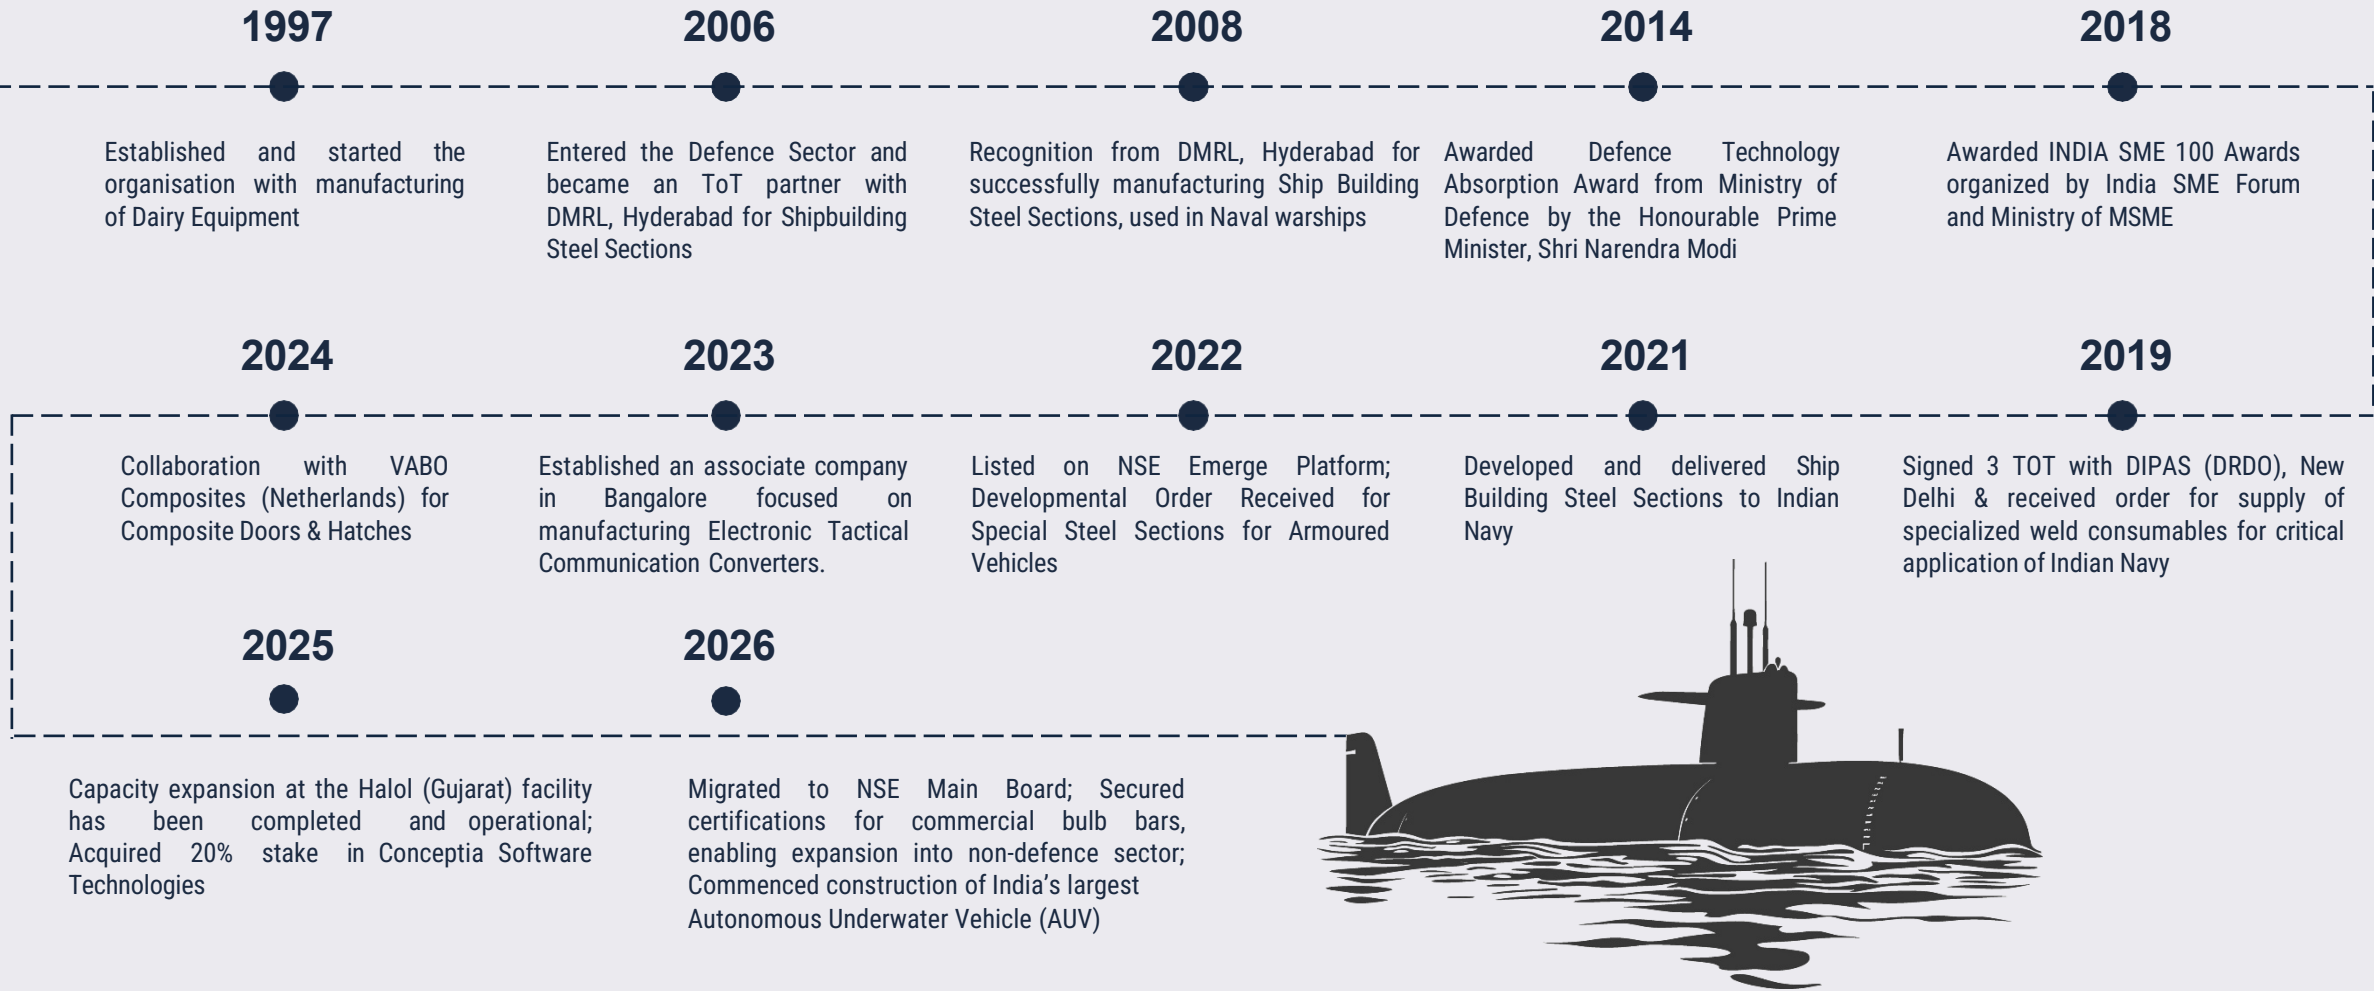 1997
Established and started the
organisation with manufacturing
of Dairy Equipment
2006
Entered the Defence Sector and
became an ToT partner with
DMRL, Hyderabad for Shipbuilding
Steel Sections
2008
Recognition from DMRL, Hyderabad for
successfully manufacturing Ship Building
Steel Sections, used in Naval warships
2014
Awarded Defence Technology
Absorption Award from Ministry of
Defence by the Honourable Prime
Minister, Shri Narendra Modi
2018
Awarded INDIA SME 100 Awards
organized by India SME Forum
and Ministry of MSME
2019
Signed 3 TOT with DIPAS (DRDO), New
Delhi & received order for supply of
specialized weld consumables for critical
application of Indian Navy
2021
Developed and delivered Ship
Building Steel Sections to Indian
Navy
2022
Listed on NSE Emerge Platform;
Developmental Order Received for
Special Steel Sections for Armoured
Vehicles
2023
Established an associate company
in Bangalore focused on
manufacturing Electronic Tactical
Communication Converters.
2024
Collaboration with VABO
Composites (Netherlands) for
Composite Doors & Hatches
2025
Capacity expansion at the Halol (Gujarat) facility
has been completed and operational;
Acquired 20% stake in Conceptia Software
Technologies
2026
Migrated to NSE Main Board; Secured
certifications for commercial bulb bars,
enabling expansion into non-defence sector;
Commenced construction of India’s largest
Autonomous Underwater Vehicle (AUV)